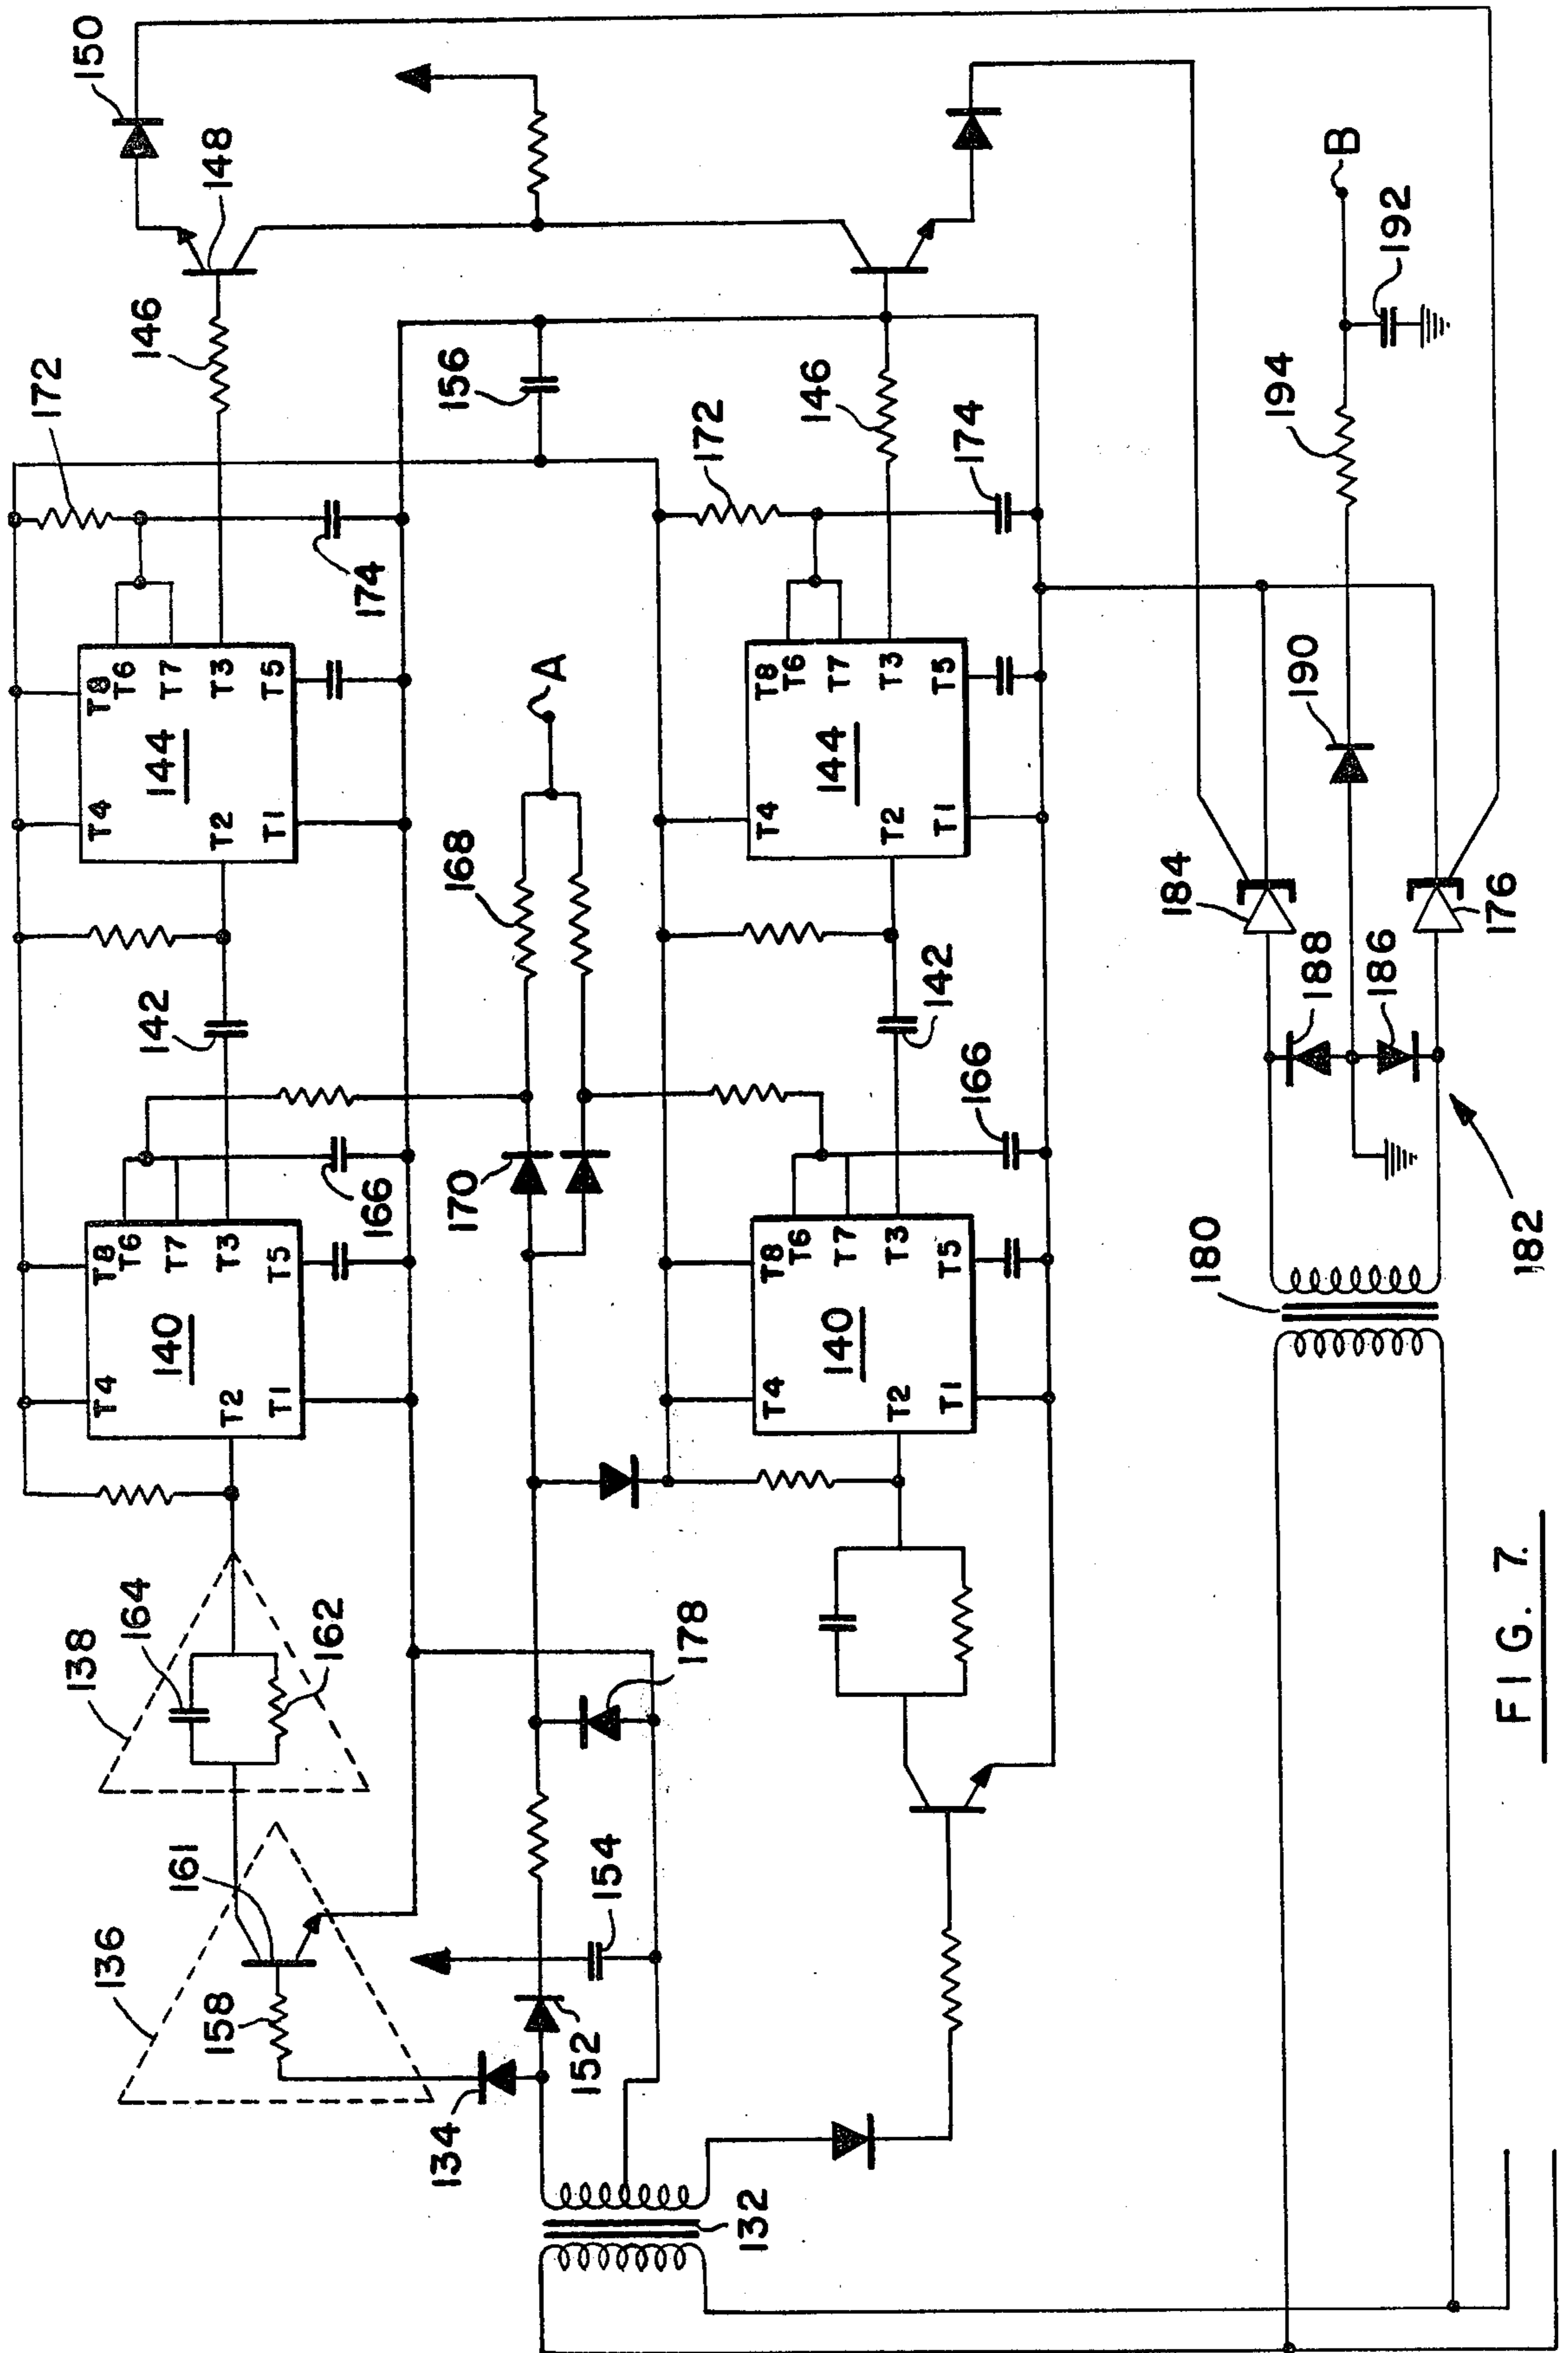 150
148
146
172
T8
T6
T7
T3
T5
T4
T2
T1
144
174
142
T8
T6
T7
T3
T5
T4
T2
T1
140
166
138
164
162
136
161
158
134
152
154
178
170
168
A
156
172
146
174
T8
T6
T7
T3
T5
T4
T2
T1
144
142
166
T8
T6
T7
T3
T5
T4
T2
T1
140
132
B
192
194
190
184
188
186
176
180
182
FIG. 7.